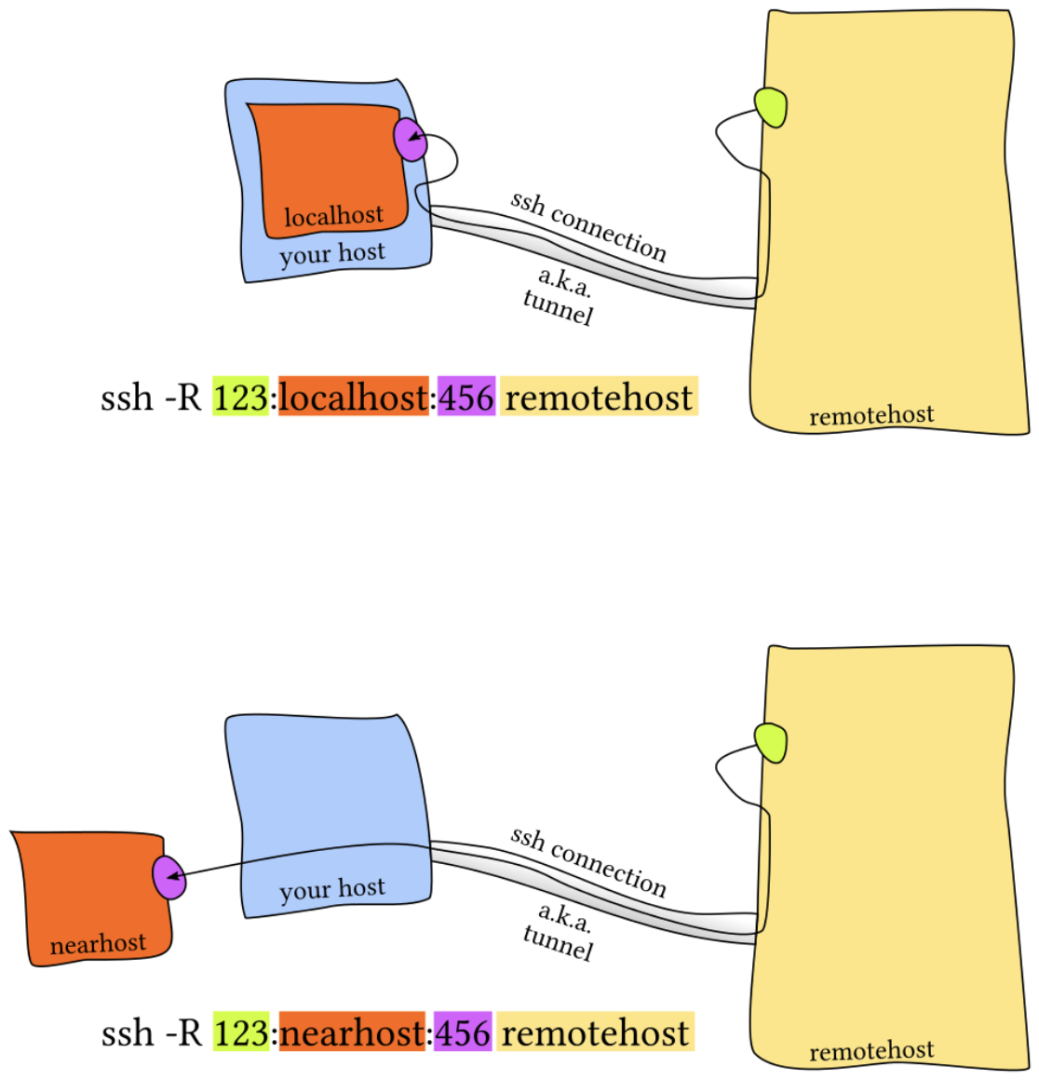 localhost
your host
ssh connection
a.k.a.
tunnel
ssh -R 123:localhost:456 remotehost
remotehost
your host
nearhost
ssh connection
a.k.a.
tunnel
ssh -R 123:nearhost:456 remotehost
remotehost